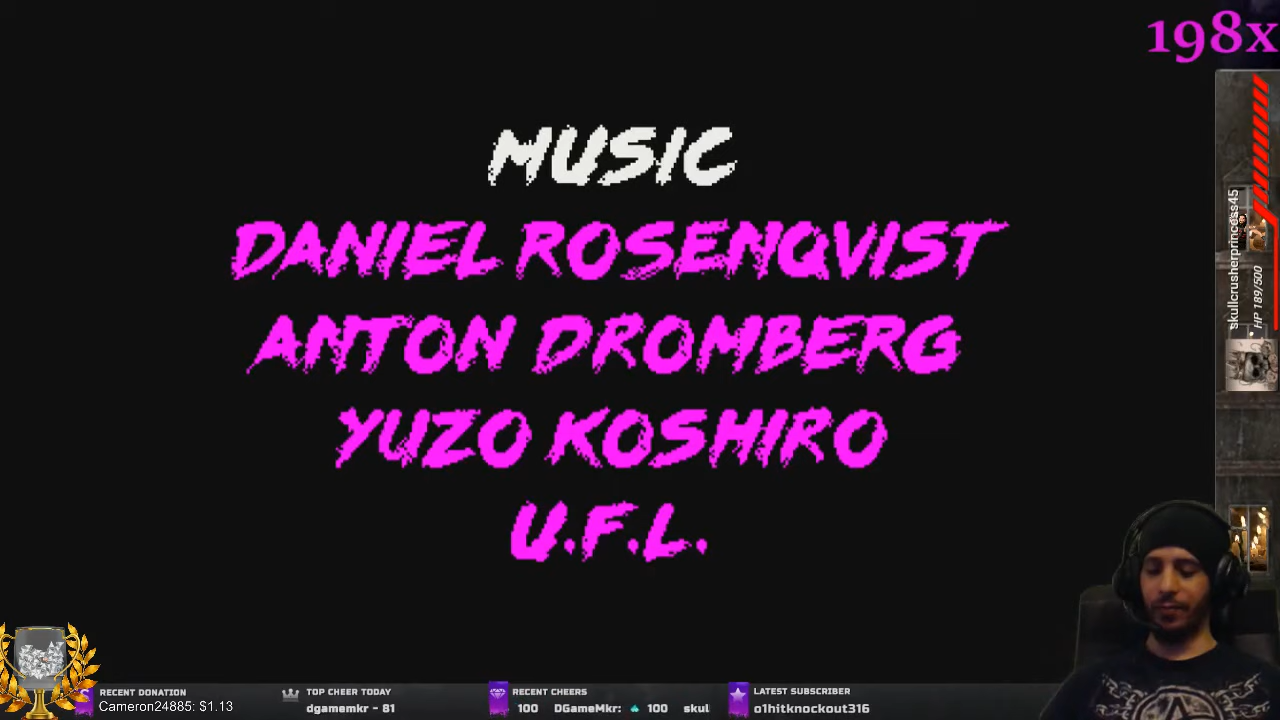 198x
MUSIC
DANIEL ROSENQVIST
ANTON DROMBERG
YUZO KOSHIRO
U.F.L.
skullcrusherprincess45
HP 189/500
RECENT DONATION
Cameron24885: $1.13
TOP CHEER TODAY
dgamemkr - 81
RECENT CHEERS
100 DGameMkr: 100 skul
LATEST SUBSCRIBER
o1hitknockout316